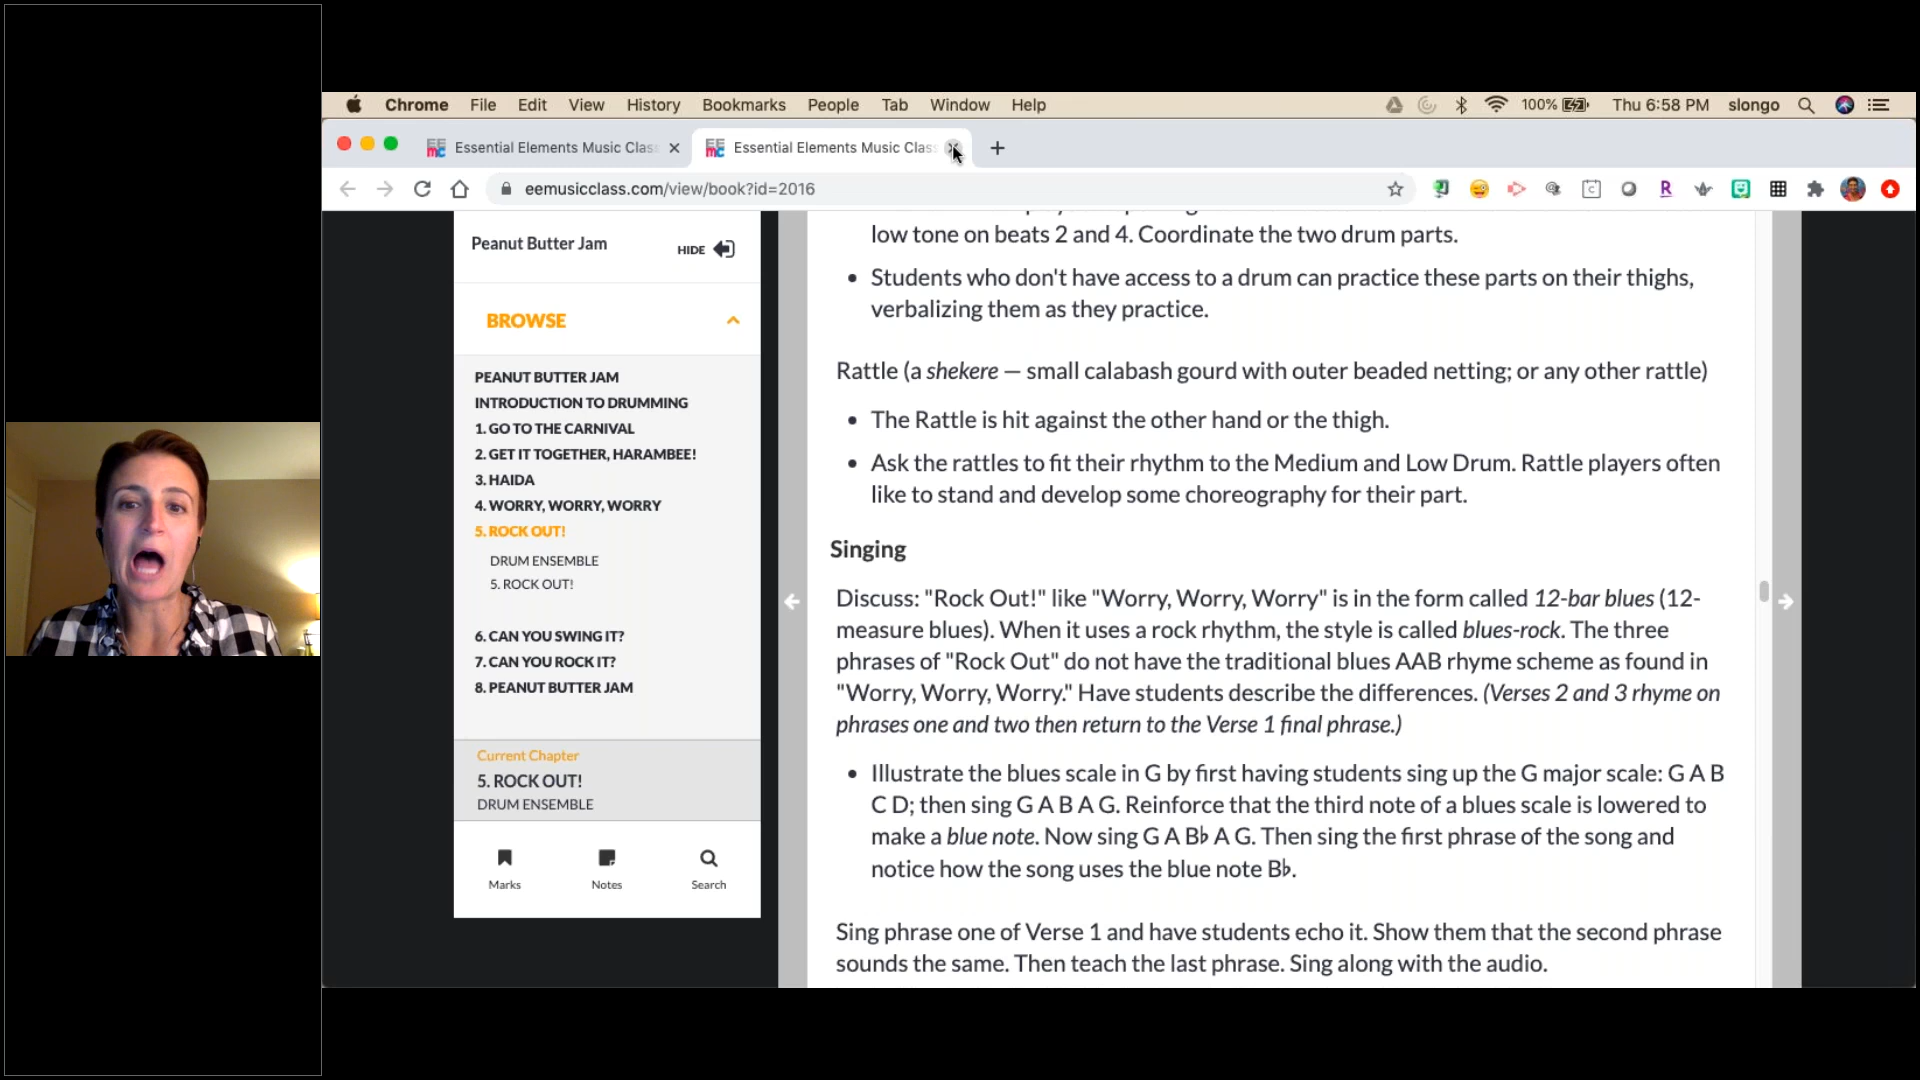 Chrome File Edit View History Bookmarks People Tab Window Help 100% Thu 6:58 PM slongo
Essential Elements Music Clas Essential Elements Music Clas
eemusicclass.com/view/book?id=2016
Peanut Butter Jam
HIDE
BROWSE
PEANUT BUTTER JAM
INTRODUCTION TO DRUMMING
1. GO TO THE CARNIVAL
2. GET IT TOGETHER, HARAMBEE!
3. HAIDA
4. WORRY, WORRY, WORRY
5. ROCK OUT!
DRUM ENSEMBLE
5. ROCK OUT!
6. CAN YOU SWING IT?
7. CAN YOU ROCK IT?
8. PEANUT BUTTER JAM
Current Chapter
5. ROCK OUT!
DRUM ENSEMBLE
Marks Notes Search
low tone on beats 2 and 4. Coordinate the two drum parts.
• Students who don't have access to a drum can practice these parts on their thighs,
verbalizing them as they practice.
Rattle (a shekere — small calabash gourd with outer beaded netting; or any other rattle)
• The Rattle is hit against the other hand or the thigh.
• Ask the rattles to fit their rhythm to the Medium and Low Drum. Rattle players often
like to stand and develop some choreography for their part.
Singing
Discuss: "Rock Out!" like "Worry, Worry, Worry" is in the form called 12-bar blues (12-
measure blues). When it uses a rock rhythm, the style is called blues-rock. The three
phrases of "Rock Out" do not have the traditional blues AAB rhyme scheme as found in
"Worry, Worry, Worry." Have students describe the differences. (Verses 2 and 3 rhyme on
phrases one and two then return to the Verse 1 final phrase.)
• Illustrate the blues scale in G by first having students sing up the G major scale: G A B
C D; then sing G A B A G. Reinforce that the third note of a blues scale is lowered to
make a blue note. Now sing G A B♭ A G. Then sing the first phrase of the song and
notice how the song uses the blue note B♭.
Sing phrase one of Verse 1 and have students echo it. Show them that the second phrase
sounds the same. Then teach the last phrase. Sing along with the audio.